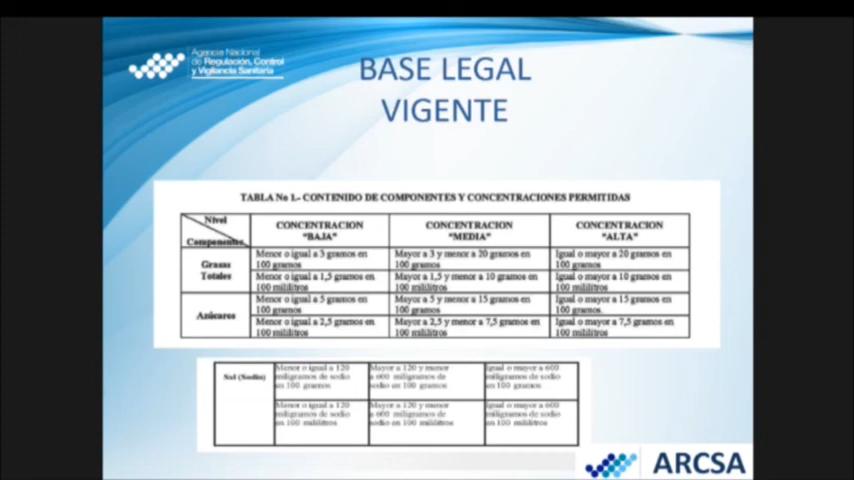 Agencia Nacional
de Regulación, Control
y Vigilancia Sanitaria
BASE LEGAL
VIGENTE
TABLA No 1.- CONTENIDO DE COMPONENTES Y CONCENTRACIONES PERMITIDAS
Nivel
Componentes
CONCENTRACION
"BAJA"
CONCENTRACION
"MEDIA"
CONCENTRACION
"ALTA"
Grasas
Totales
Menor o igual a 3 gramos en
100 gramos
Mayor a 3 y menor a 20 gramos en
100 gramos
Igual o mayor a 20 gramos en
100 gramos
Menor o igual a 1,5 gramos en
100 mililitros
Mayor a 1,5 y menor a 10 gramos en
100 mililitros
Igual o mayor a 10 gramos en
100 mililitros
Azúcares
Menor o igual a 5 gramos en
100 gramos
Mayor a 5 y menor a 15 gramos en
100 gramos
Igual o mayor a 15 gramos en
100 gramos.
Menor o igual a 2,5 gramos en
100 mililitros
Mayor a 2,5 y menor a 7,5 gramos en
100 mililitros
Igual o mayor a 7,5 gramos en
100 mililitros
Sal (Sodio)
Menor o igual a 120
miligramos de sodio
en 100 gramos
Mayor a 120 y menor
a 600 miligramos de
sodio en 100 gramos
Igual o mayor a 600
miligramos de sodio
en 100 gramos
Menor o igual a 120
miligramos de sodio
en 100 mililitros
Mayor a 120 y menor
a 600 miligramos de
sodio en 100 mililitros
Igual o mayor a 600
miligramos de sodio
en 100 mililitros
ARCSA